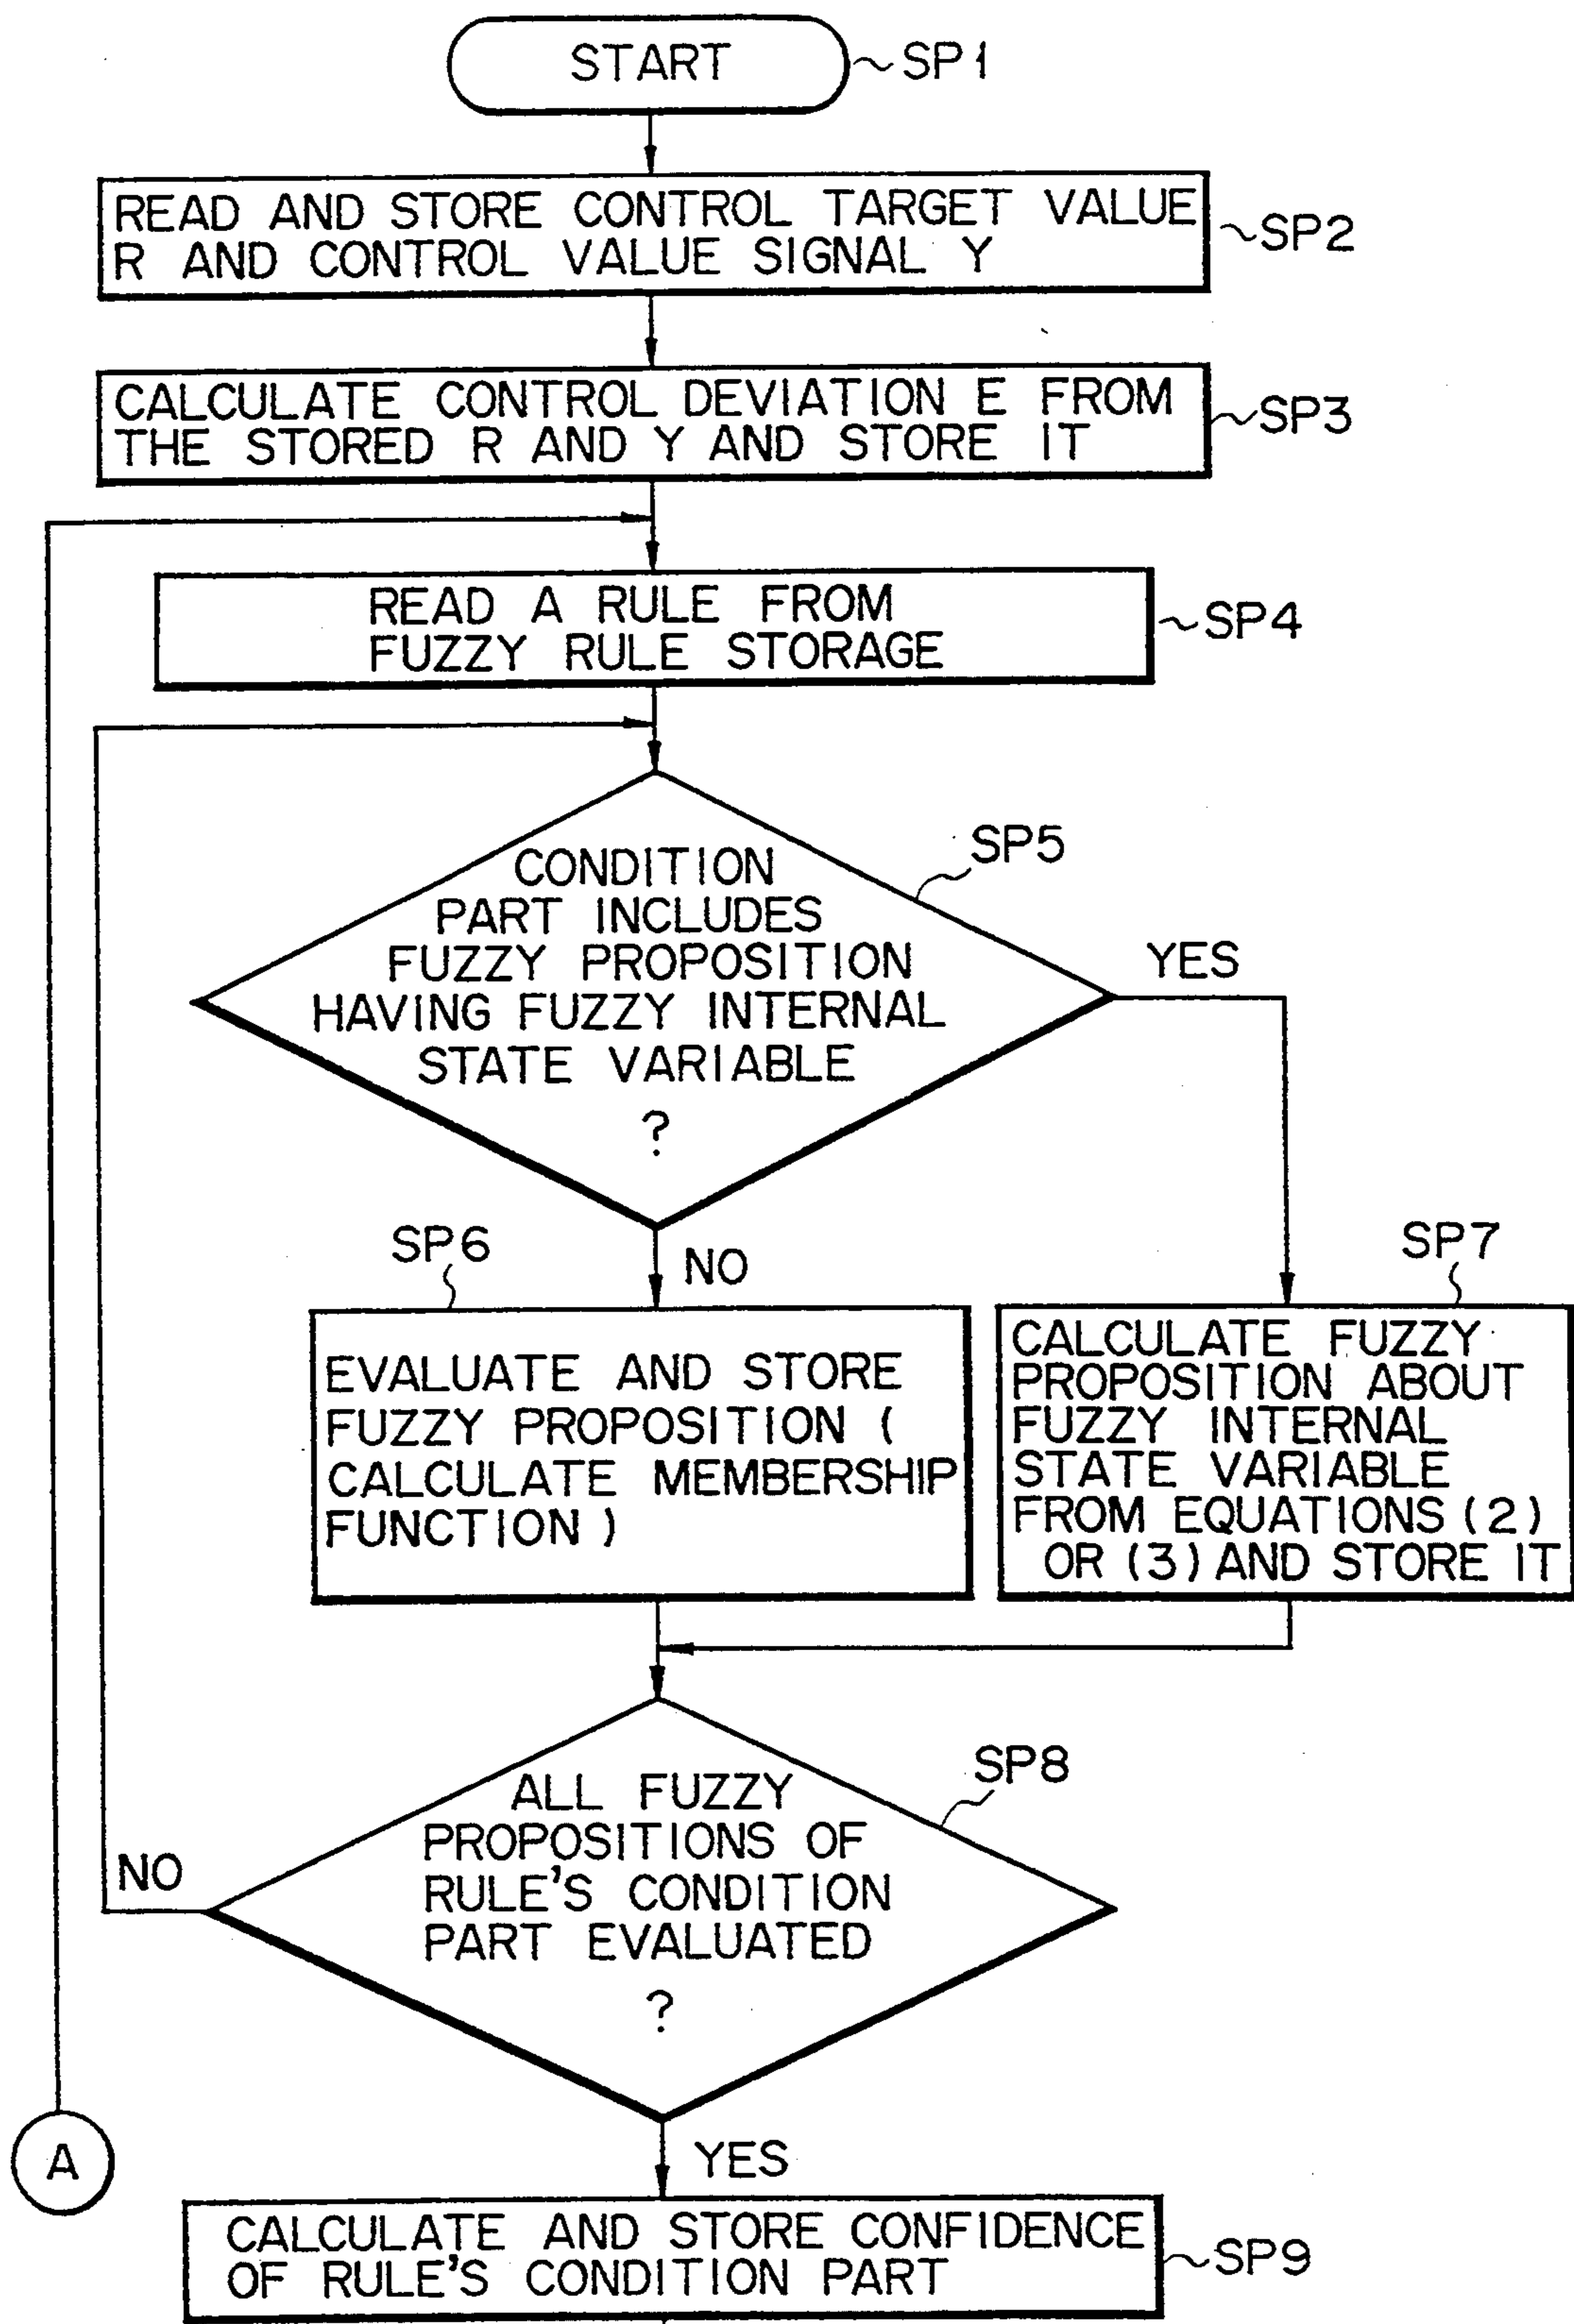 START
SP1
READ AND STORE CONTROL TARGET VALUE
R AND CONTROL VALUE SIGNAL Y
SP2
CALCULATE CONTROL DEVIATION E FROM
THE STORED R AND Y AND STORE IT
SP3
READ A RULE FROM
FUZZY RULE STORAGE
SP4
SP5
CONDITION
PART INCLUDES
FUZZY PROPOSITION
HAVING FUZZY INTERNAL
STATE VARIABLE
?
YES
NO
SP6
EVALUATE AND STORE
FUZZY PROPOSITION (
CALCULATE MEMBERSHIP
FUNCTION )
SP7
CALCULATE FUZZY
PROPOSITION ABOUT
FUZZY INTERNAL
STATE VARIABLE
FROM EQUATIONS (2)
OR (3) AND STORE IT
SP8
ALL FUZZY
PROPOSITIONS OF
RULE'S CONDITION
PART EVALUATED
?
NO
YES
A
CALCULATE AND STORE CONFIDENCE
OF RULE'S CONDITION PART
SP9